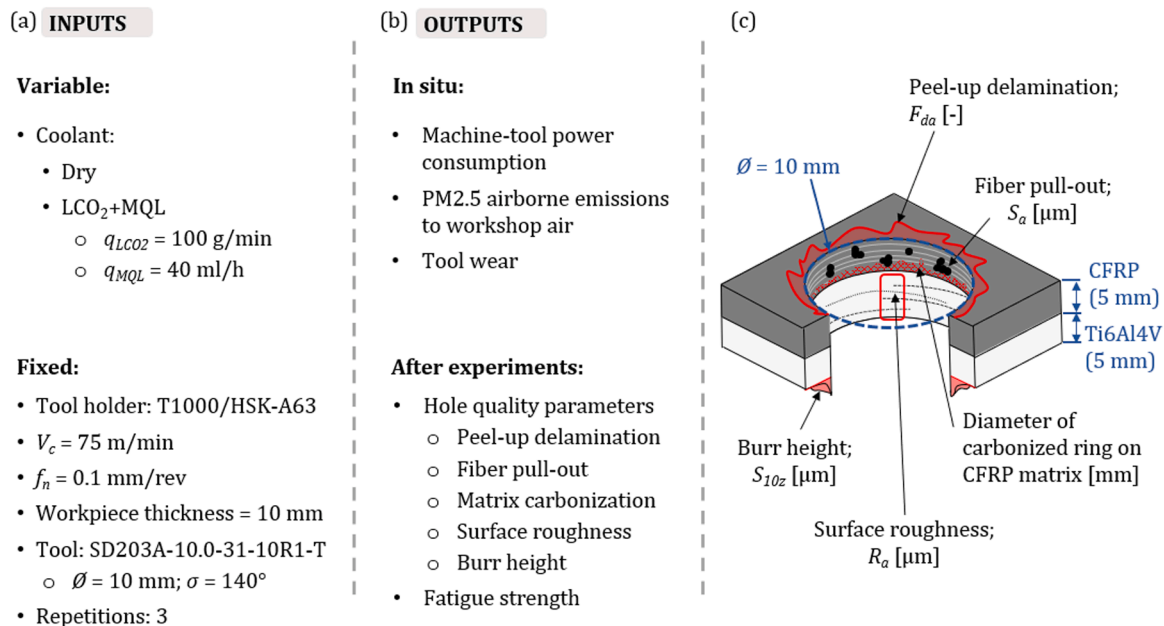 (a) INPUTS
Variable:
• Coolant:
• Dry
• LCO₂+MQL
o qLCO2 = 100 g/min
o qMQL = 40 ml/h
Fixed:
• Tool holder: T1000/HSK-A63
• Vc = 75 m/min
• fn = 0.1 mm/rev
• Workpiece thickness = 10 mm
• Tool: SD203A-10.0-31-10R1-T
o Ø = 10 mm; σ = 140°
• Repetitions: 3
(b) OUTPUTS
In situ:
• Machine-tool power
consumption
• PM2.5 airborne emissions
to workshop air
• Tool wear
After experiments:
• Hole quality parameters
o Peel-up delamination
o Fiber pull-out
o Matrix carbonization
o Surface roughness
o Burr height
• Fatigue strength
(c)
Peel-up delamination;
Fda [-]
Ø = 10 mm
Fiber pull-out;
Sa [µm]
CFRP
(5 mm)
Ti6Al4V
(5 mm)
Burr height;
S10z [µm]
Diameter of
carbonized ring on
CFRP matrix [mm]
Surface roughness;
Ra [µm]